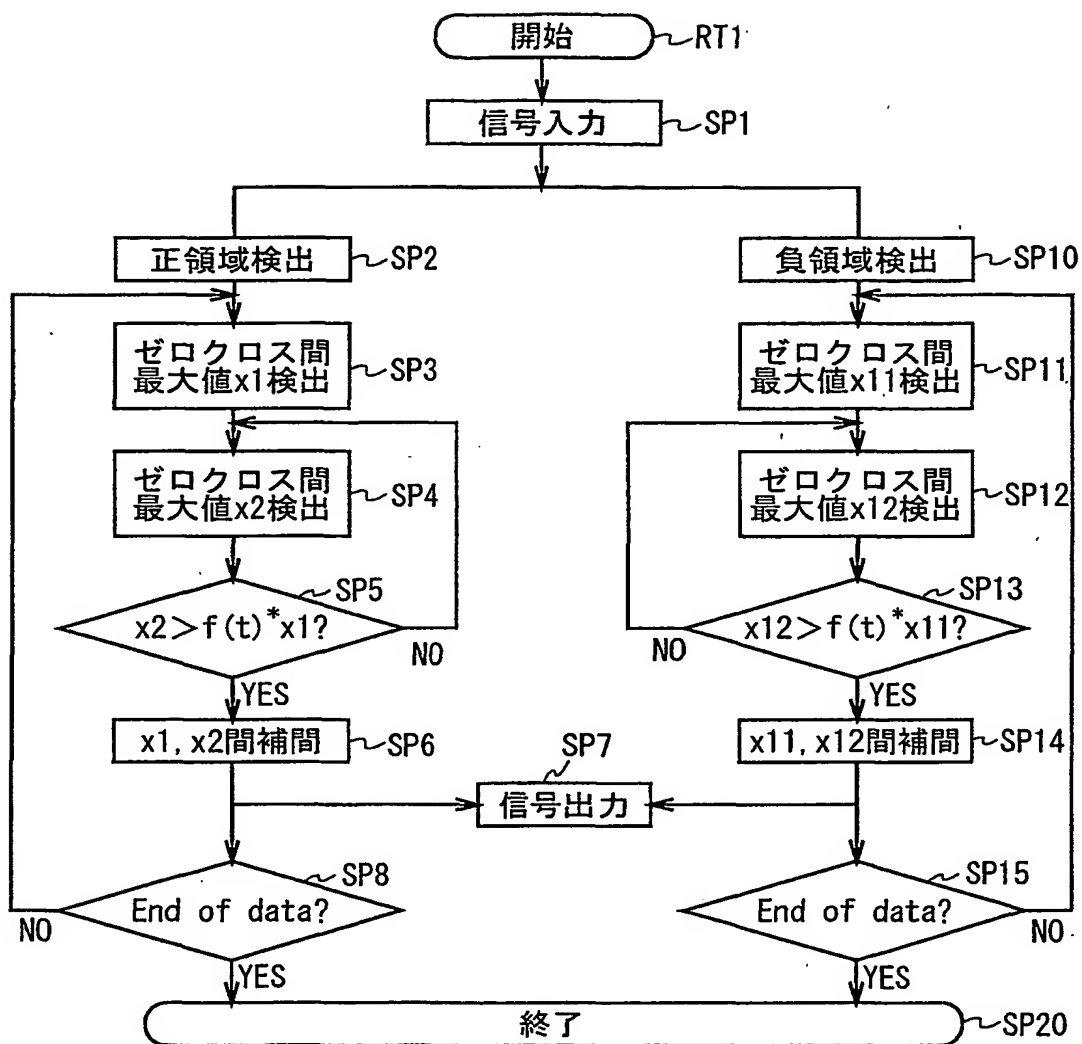 開始 RT1
信号入力 SP1
正領域検出 SP2
ゼロクロス間
最大値x1検出 SP3
ゼロクロス間
最大値x2検出 SP4
SP5
x2>f(t)*x1?
NO
YES
x1, x2間補間 SP6
SP7
信号出力
SP8
End of data?
NO
YES
負領域検出 SP10
ゼロクロス間
最大値x11検出 SP11
ゼロクロス間
最大値x12検出 SP12
SP13
x12>f(t)*x11?
NO
YES
x11, x12間補間 SP14
SP15
End of data?
NO
YES
終了 SP20